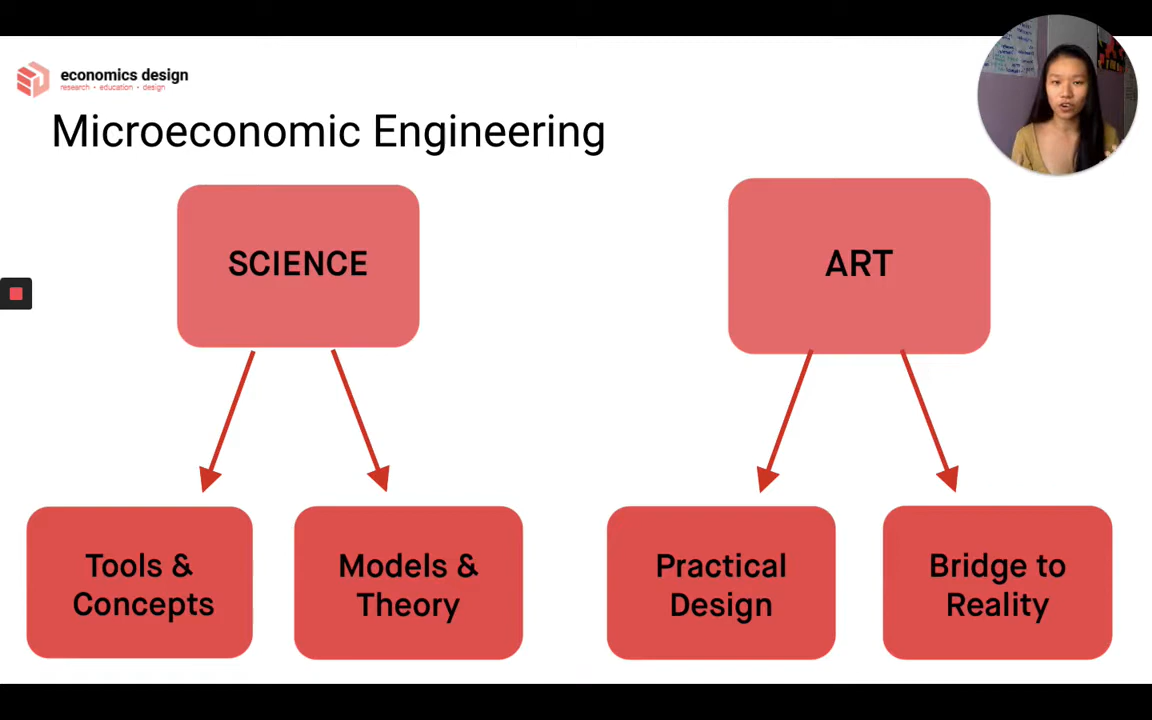 economics design
research • education • design
Microeconomic Engineering
SCIENCE
ART
Tools &
Concepts
Models &
Theory
Practical
Design
Bridge to
Reality